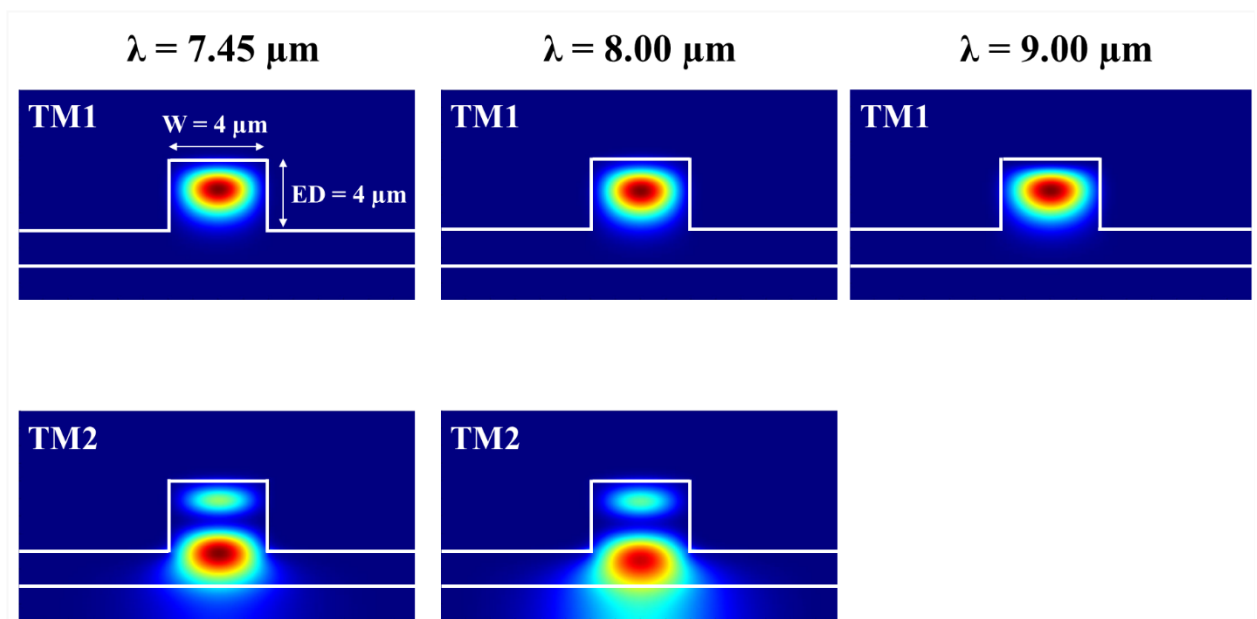 λ = 7.45 μm
λ = 8.00 μm
λ = 9.00 μm
TM1
W = 4 μm
ED = 4 μm
TM1
TM1
TM2
TM2